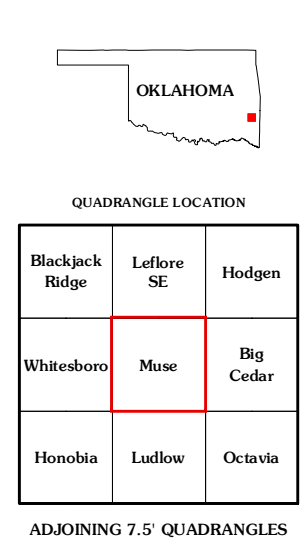 OKLAHOMA
QUADRANGLE LOCATION
Blackjack
Ridge
Leflore
SE
Hodgen
Whitesboro
Muse
Big
Cedar
Honobia
Ludlow
Octavia
ADJOINING 7.5' QUADRANGLES